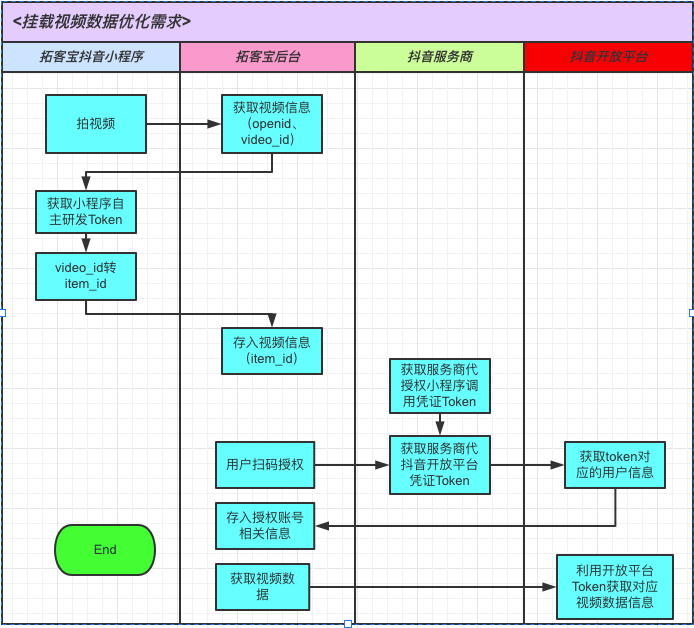 <挂载视频数据优化需求>
拓客宝抖音小程序
拓客宝后台
抖音服务商
抖音开放平台
拍视频
获取视频信息
（openid、
video_id）
获取小程序自
主研发Token
video_id转
item_id
存入视频信息
（item_id）
获取服务商代
授权小程序调
用凭证Token
用户扫码授权
获取服务商代
抖音开放平台
凭证Token
获取token对
应的用户信息
存入授权账号
相关信息
End
获取视频数
据
利用开放平台
Token获取对应
视频数据信息